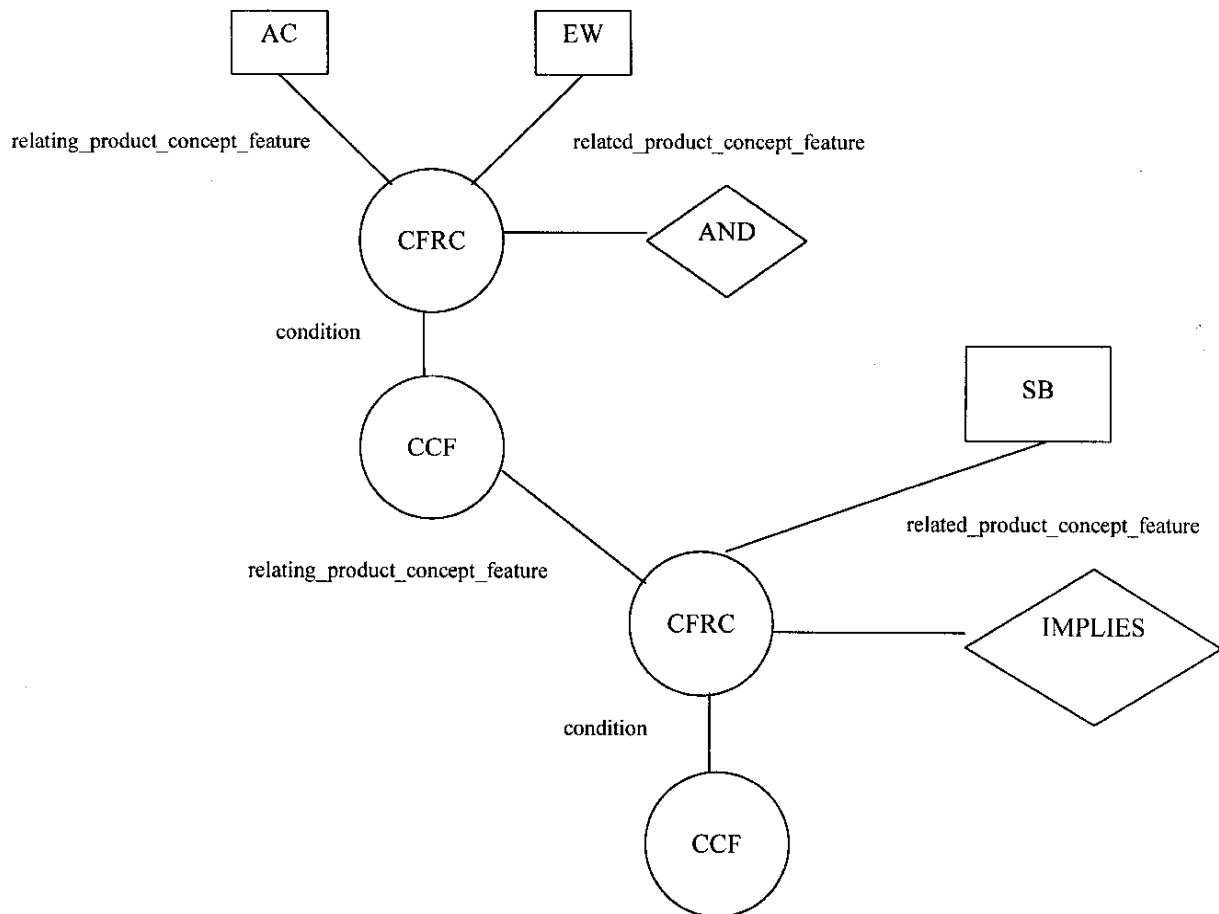 AC
EW
relating_product_concept_feature
related_product_concept_feature
CFRC
AND
condition
SB
CCF
related_product_concept_feature
relating_product_concept_feature
CFRC
IMPLIES
condition
CCF